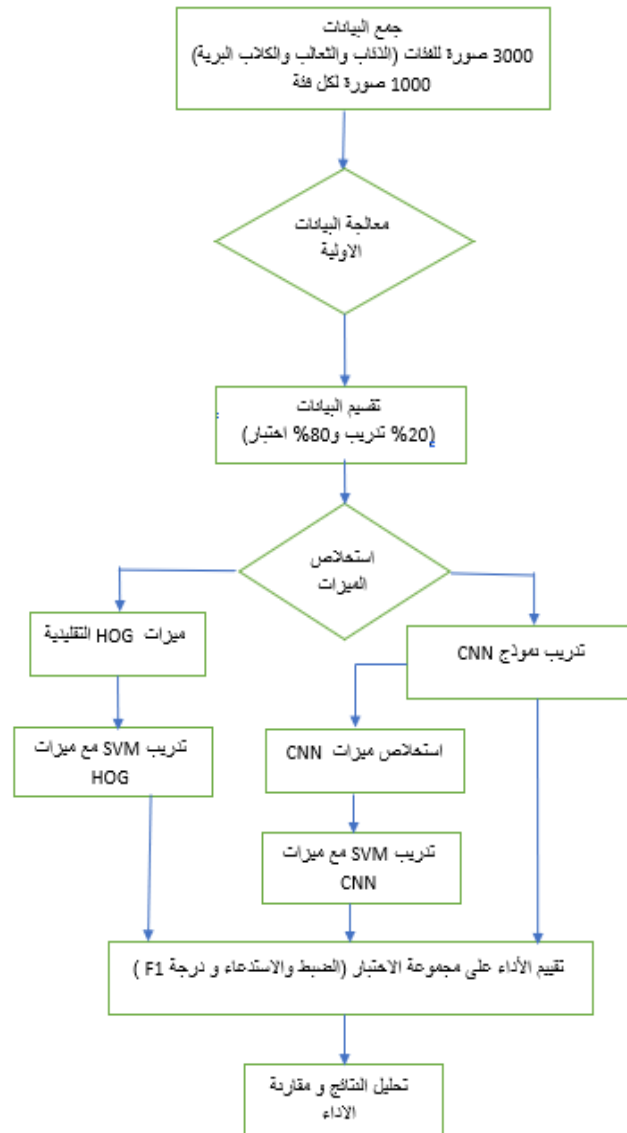 جمع البيانات
3000 صورة للفئات (الذئاب والثعالب والكلاب البرية)
1000 صورة لكل فئة
معالجة البيانات
الاولية
تقسيم البيانات
(20% تدريب و80% اختبار)
استخلاص
الميزات
ميزات HOG التقليدية
تدريب نموذج CNN
تدريب SVM مع ميزات
HOG
استخلاص ميزات CNN
تدريب SVM مع ميزات
CNN
تقييم الأداء على مجموعة الاختبار (الضبط والاستدعاء و درجة F1 )
تحليل النتائج و مقارنة
الاداء